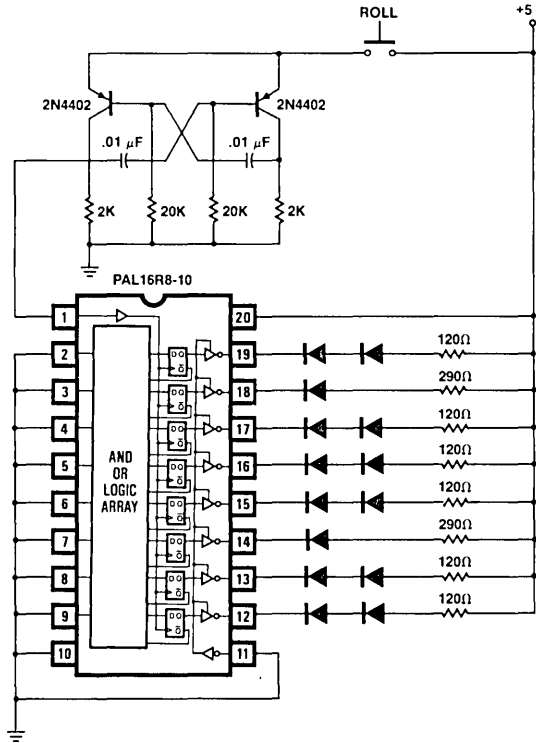 ROLL
+5
2N4402 2N4402
.01 µF .01 µF
2K 20K 20K 2K
PAL16R8-10
1 20
2 19 120Ω
3 18 290Ω
4 17 120Ω
5 16 120Ω
6 15 120Ω
7 14 290Ω
8 13 120Ω
9 12 120Ω
10 11
AND
OR
LOGIC
ARRAY
D Q
Q̅
D Q
Q̅
D Q
Q̅
D Q
Q̅
D Q
Q̅
D Q
Q̅
D Q
Q̅
D Q
Q̅